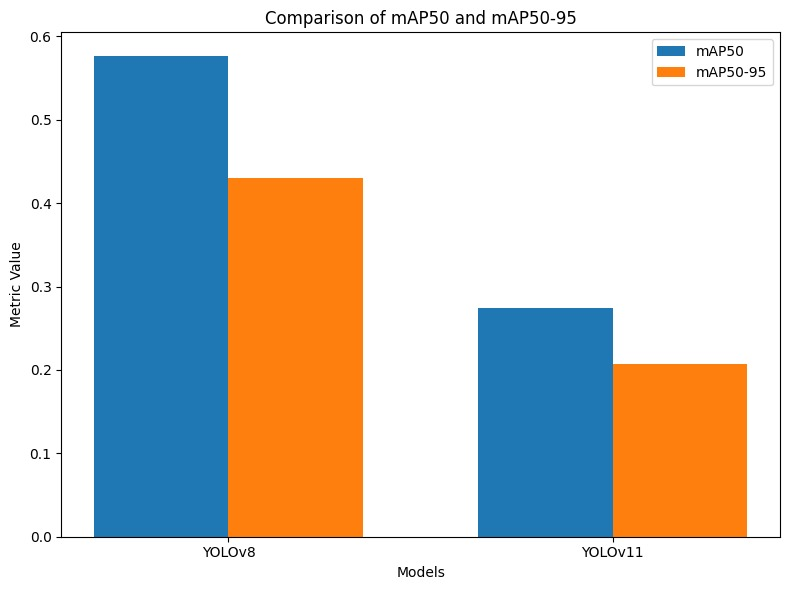 Comparison of mAP50 and mAP50-95
mAP50
mAP50-95
Metric Value
0.6
0.5
0.4
0.3
0.2
0.1
0.0
YOLOv8
YOLOv11
Models